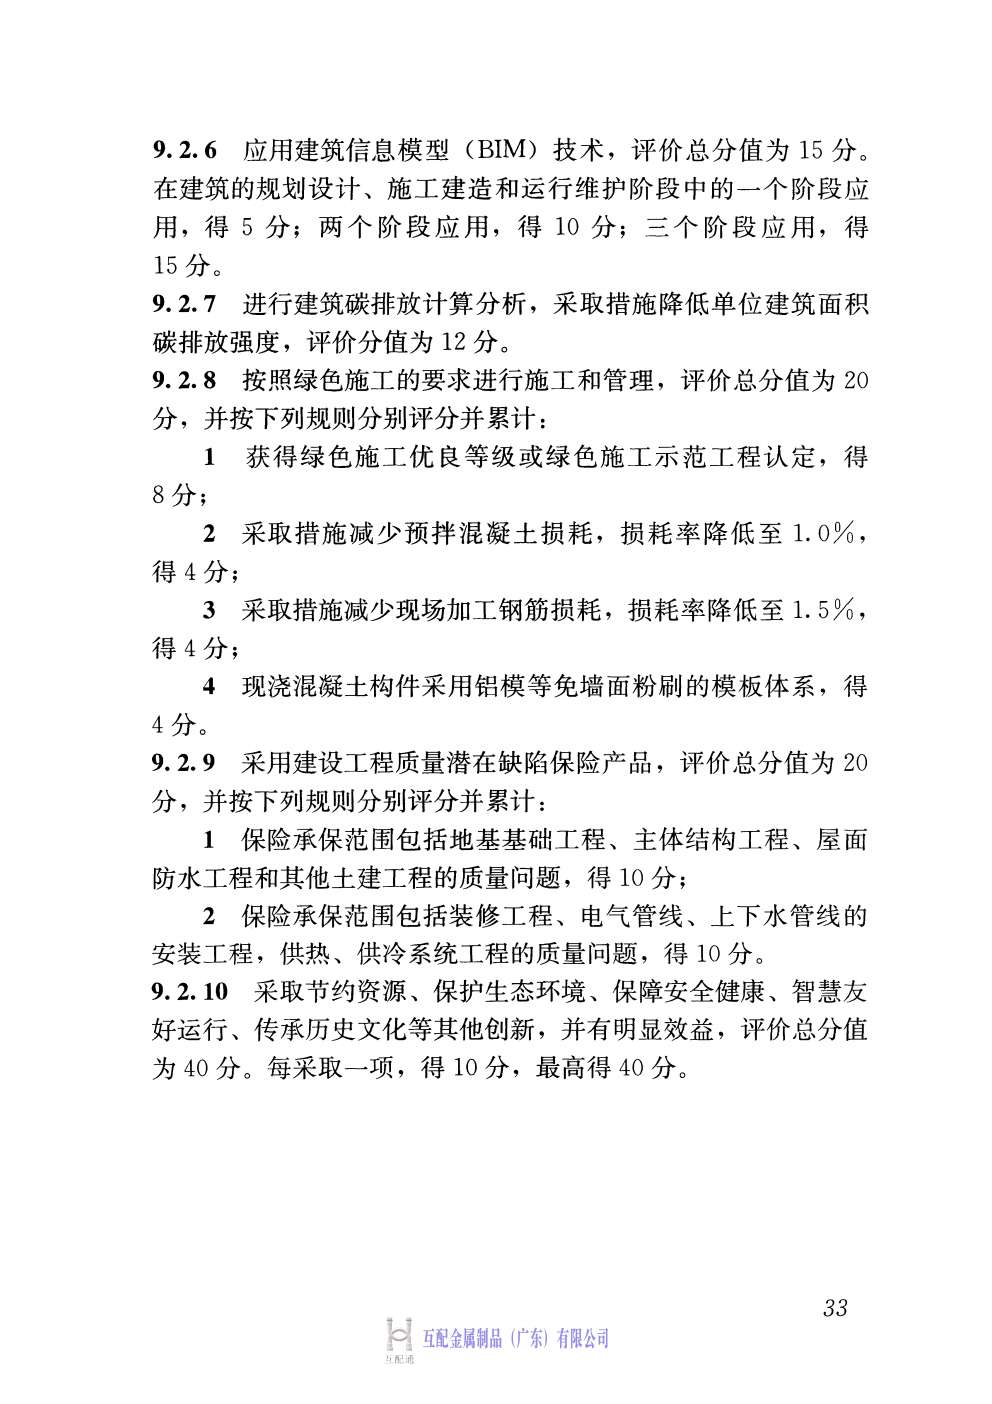 9.2.6 应用建筑信息模型（BIM）技术，评价总分值为 15 分。
在建筑的规划设计、施工建造和运行维护阶段中的一个阶段应
用，得 5 分；两个阶段应用，得 10 分；三个阶段应用，得
15 分。
9.2.7 进行建筑碳排放计算分析，采取措施降低单位建筑面积
碳排放强度，评价分值为 12 分。
9.2.8 按照绿色施工的要求进行施工和管理，评价总分值为 20
分，并按下列规则分别评分并累计：
1 获得绿色施工优良等级或绿色施工示范工程认定，得
8 分；
2 采取措施减少预拌混凝土损耗，损耗率降低至 1.0%，
得 4 分；
3 采取措施减少现场加工钢筋损耗，损耗率降低至 1.5%，
得 4 分；
4 现浇混凝土构件采用铝模等免墙面粉刷的模板体系，得
4 分。
9.2.9 采用建设工程质量潜在缺陷保险产品，评价总分值为 20
分，并按下列规则分别评分并累计：
1 保险承保范围包括地基基础工程、主体结构工程、屋面
防水工程和其他土建工程的质量问题，得 10 分；
2 保险承保范围包括装修工程、电气管线、上下水管线的
安装工程，供热、供冷系统工程的质量问题，得 10 分。
9.2.10 采取节约资源、保护生态环境、保障安全健康、智慧友
好运行、传承历史文化等其他创新，并有明显效益，评价总分值
为 40 分。每采取一项，得 10 分，最高得 40 分。
33
互配金属制品（广东）有限公司
互配通